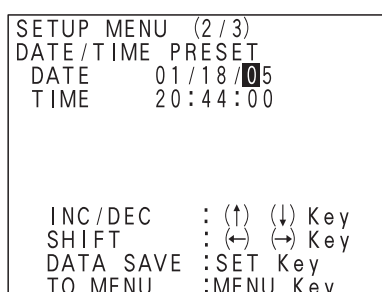 SETUP MENU (2/3)
DATE/TIME PRESET
DATE 01/18/05
TIME 20:44:00
INC/DEC : (↑) (↓) Key
SHIFT : (←) (→) Key
DATA SAVE :SET Key
TO MENU :MENU Key